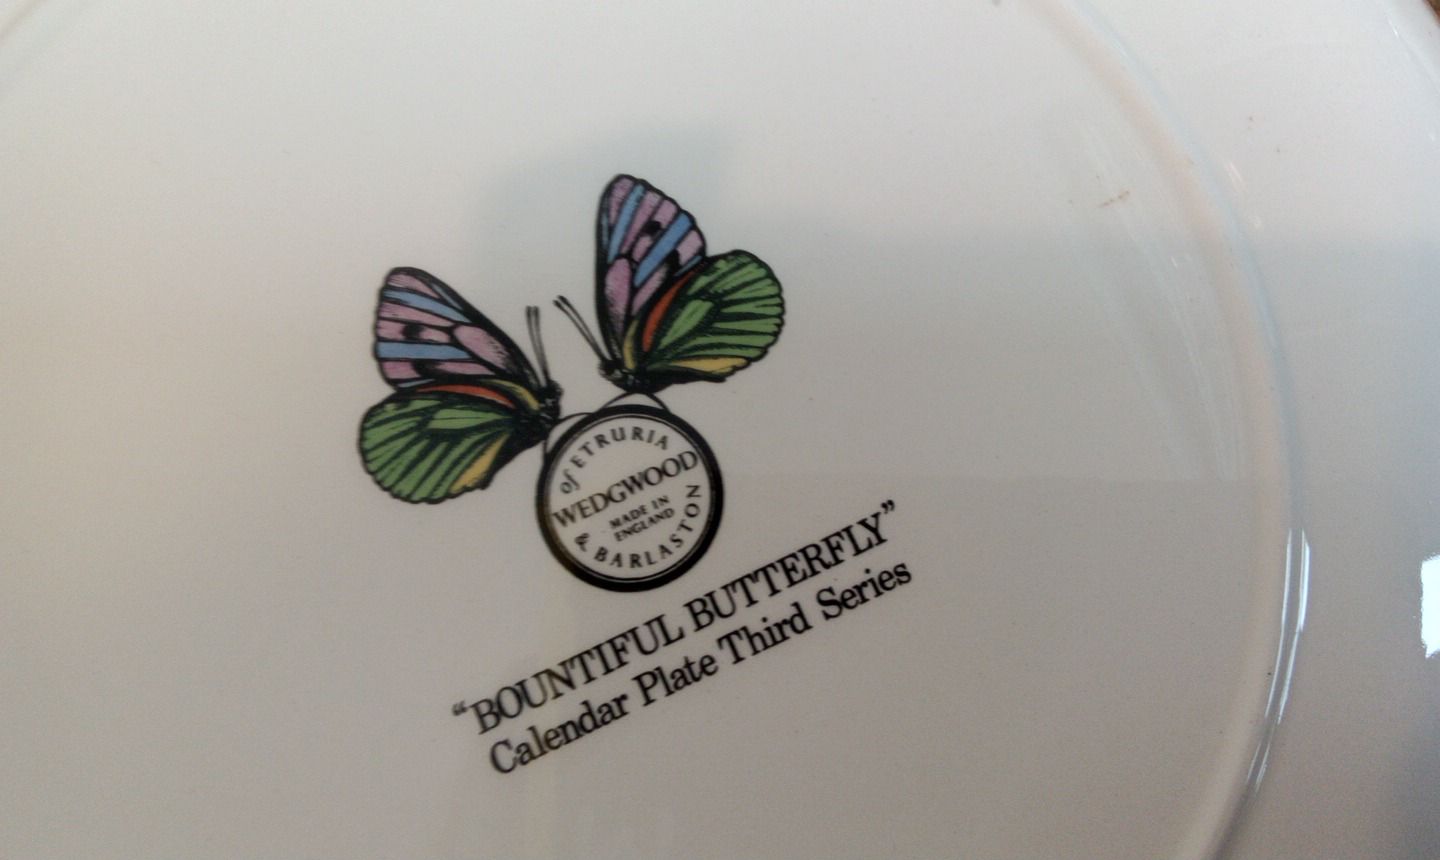 of ETRURIA
WEDGWOOD
MADE IN
ENGLAND
& BARLASTON
“BOUNTIFUL BUTTERFLY”
Calendar Plate Third Series